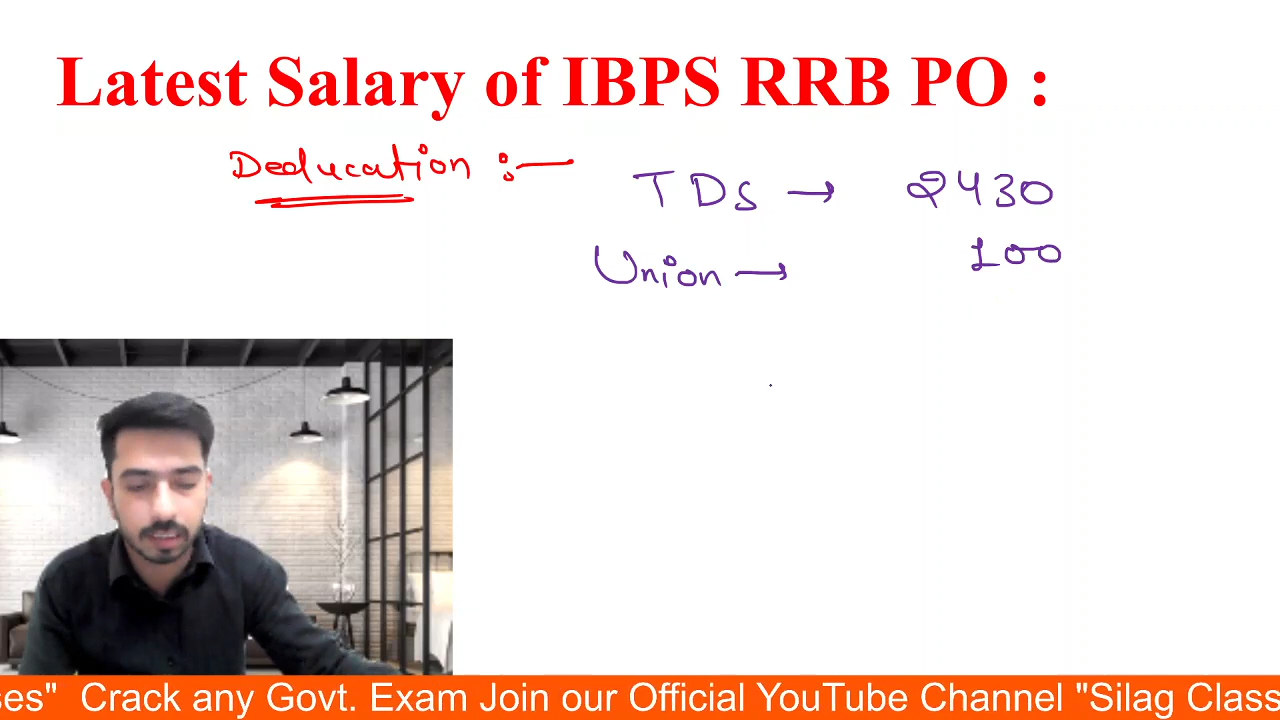 Latest Salary of IBPS RRB PO :
Deducation :—
TDS → 2430
Union → 100
ses" Crack any Govt. Exam Join our Official YouTube Channel "Silag Class